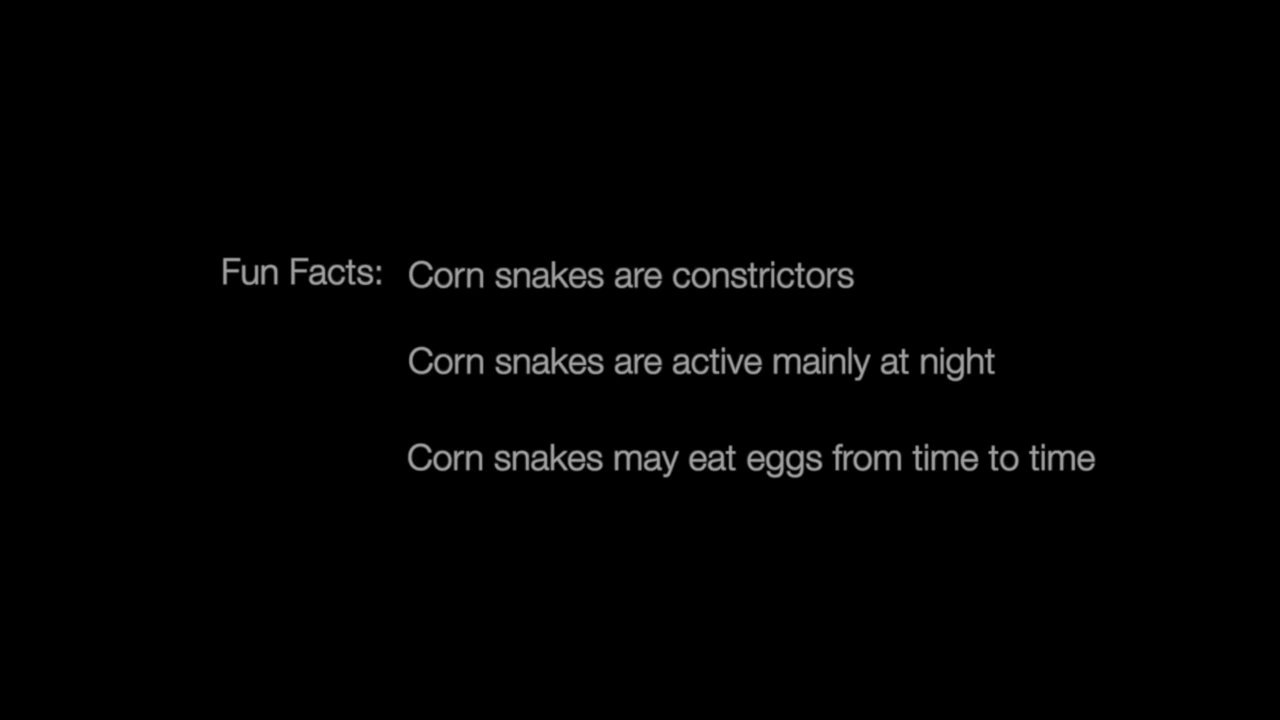 Fun Facts: Corn snakes are constrictors
Corn snakes are active mainly at night
Corn snakes may eat eggs from time to time